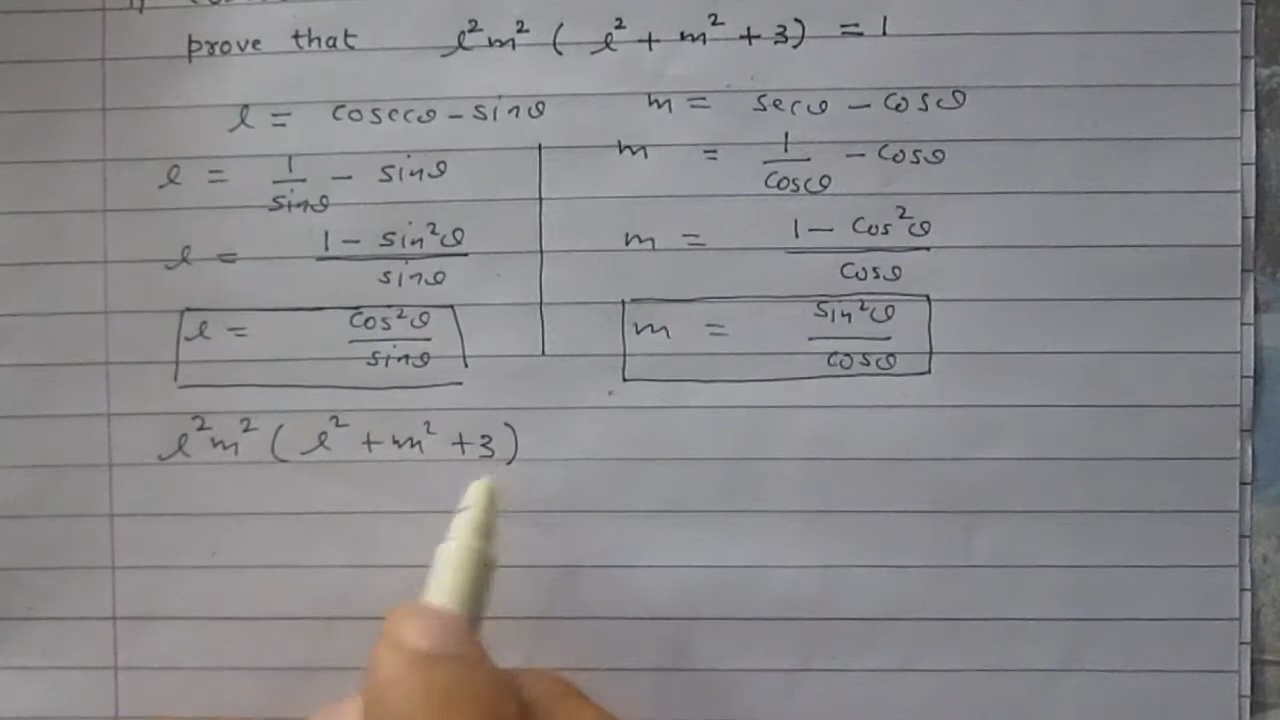 prove that l²m² ( l² + m² + 3) = 1
l = cosecθ - sinθ m = secθ - cosθ
l = 1/sinθ - sinθ m = 1/cosθ - cosθ
l = 1 - sin²θ/sinθ m = 1 - cos²θ/cosθ
l = cos²θ/sinθ m = sin²θ/cosθ
l²m² ( l² + m² + 3)